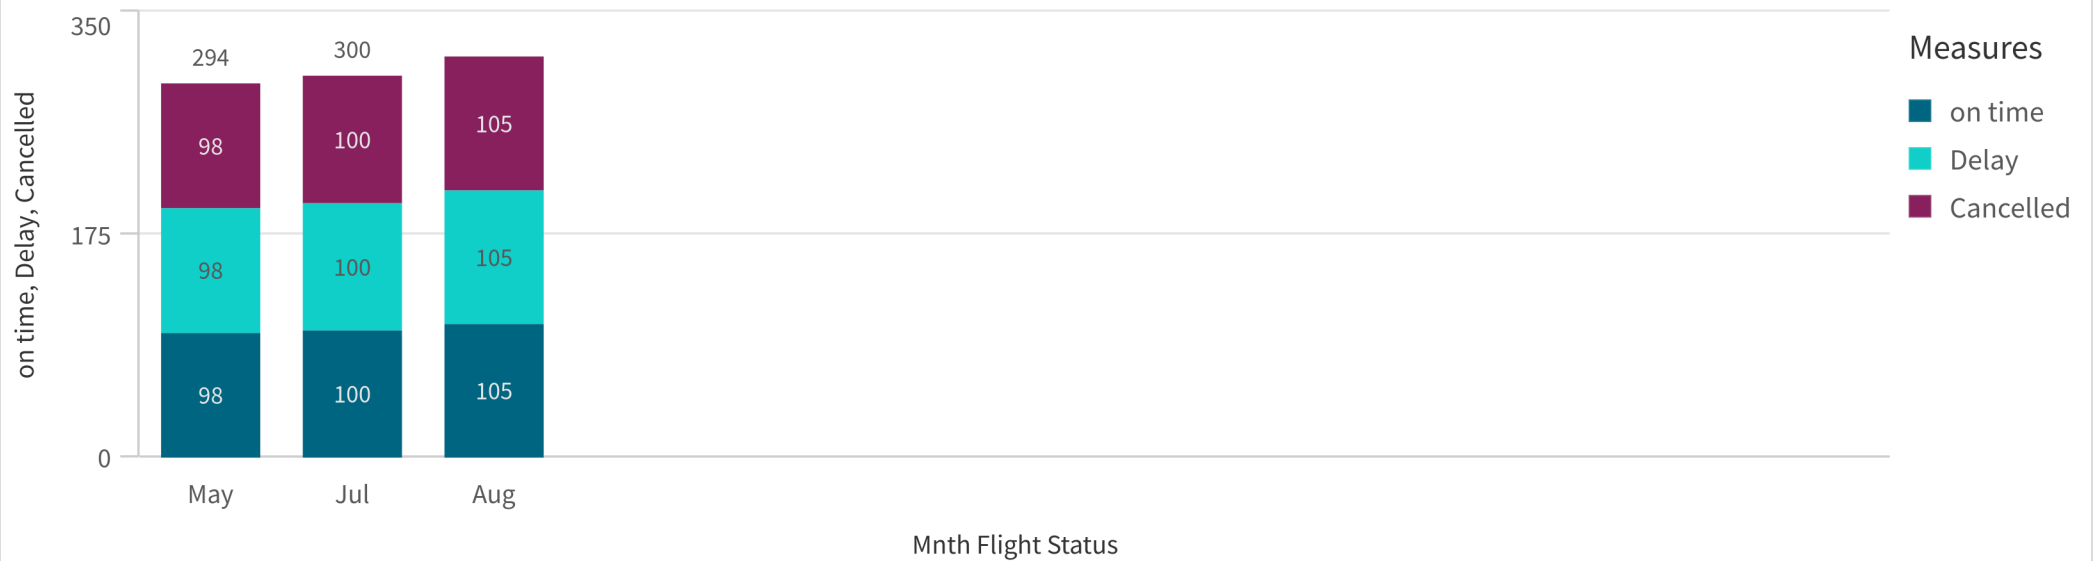 on time, Delay, Cancelled
350
175
0
294
300
98
100
105
98
100
105
98
100
105
May
Jul
Aug
Mnth Flight Status
Measures
on time
Delay
Cancelled